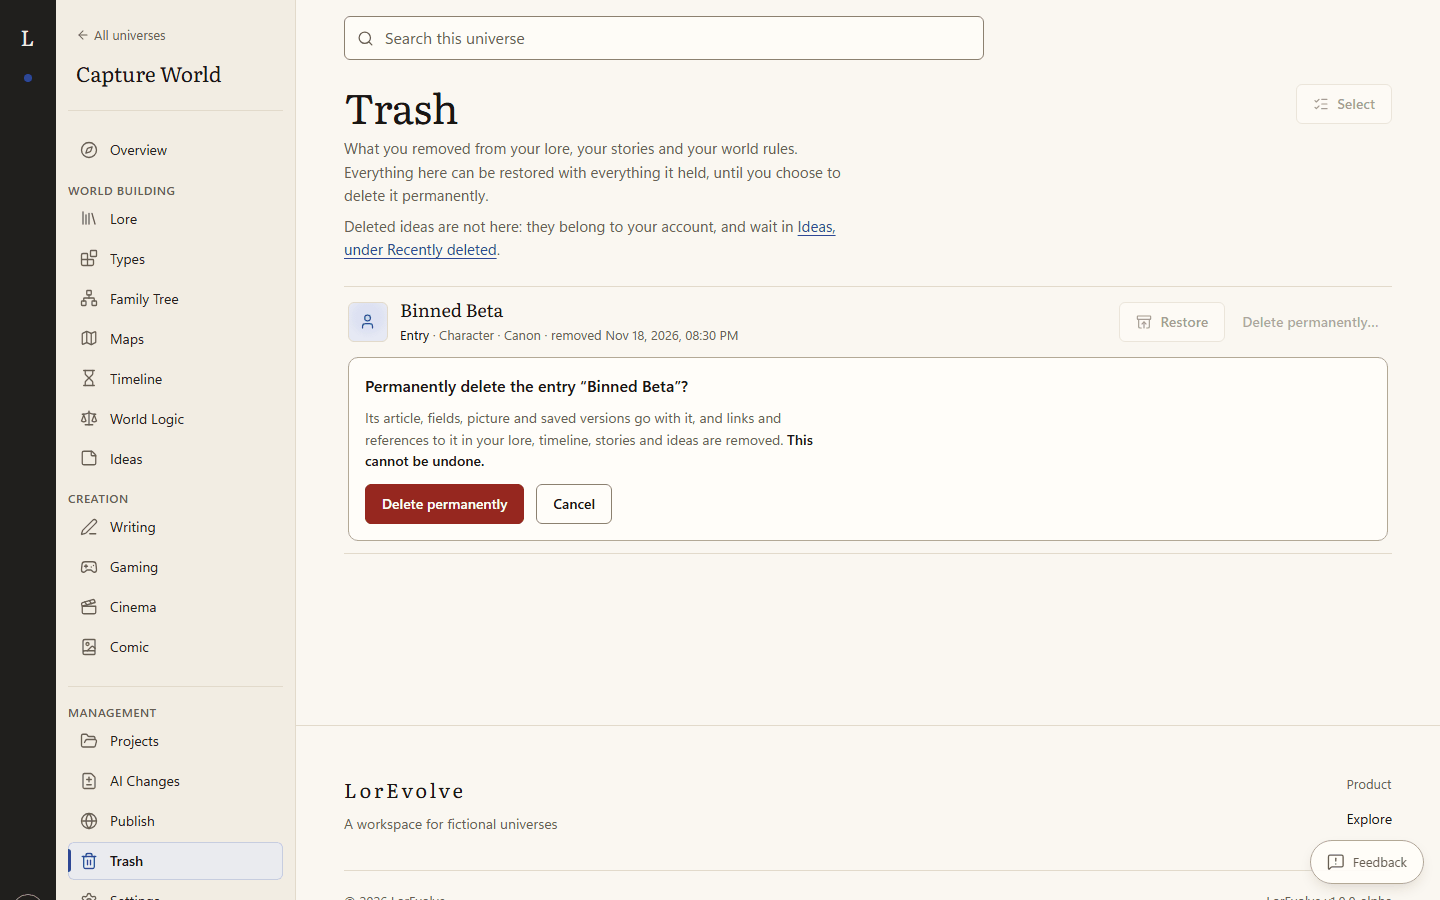 L
All universes
Capture World
Overview
WORLD BUILDING
Lore
Types
Family Tree
Maps
Timeline
World Logic
Ideas
CREATION
Writing
Gaming
Cinema
Comic
MANAGEMENT
Projects
AI Changes
Publish
Trash
Settings
Search this universe
Trash
Select
What you removed from your lore, your stories and your world rules.
Everything here can be restored with everything it held, until you choose to
delete it permanently.
Deleted ideas are not here: they belong to your account, and wait in Ideas,
under Recently deleted.
Binned Beta
Entry · Character · Canon · removed Nov 18, 2026, 08:30 PM
Restore
Delete permanently...
Permanently delete the entry “Binned Beta”?
Its article, fields, picture and saved versions go with it, and links and
references to it in your lore, timeline, stories and ideas are removed. This
cannot be undone.
Delete permanently
Cancel
LorEvolve
A workspace for fictional universes
Product
Explore
Feedback
© 2026 LorEvolve